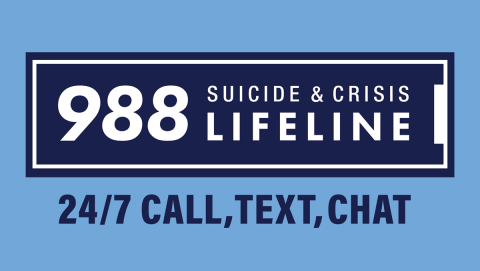 988 SUICIDE & CRISIS
LIFELINE
24/7 CALL, TEXT, CHAT